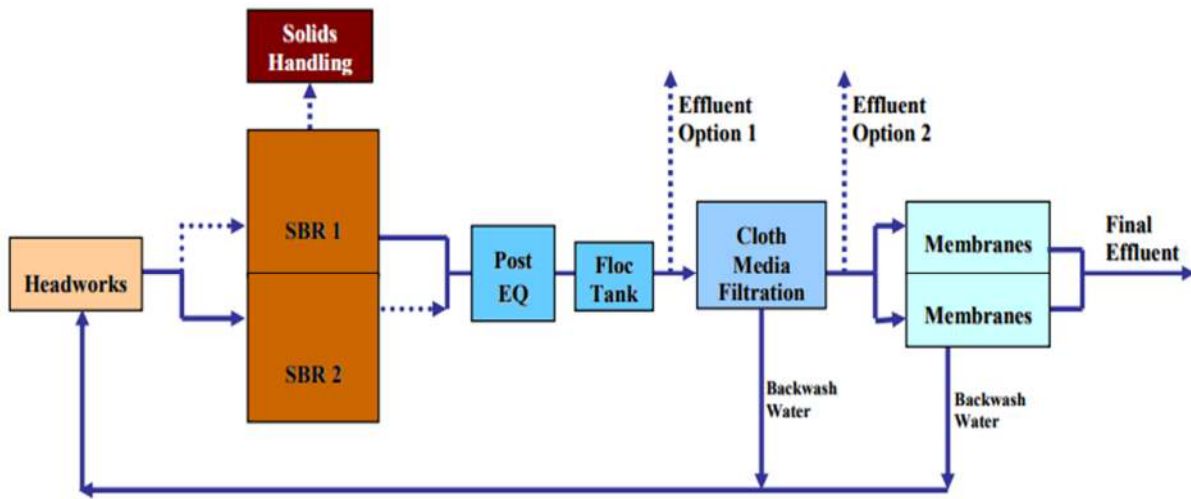 Solids
Handling
Effluent
Option 1
Effluent
Option 2
Headworks
SBR 1
SBR 2
Post
EQ
Floc
Tank
Cloth
Media
Filtration
Membranes
Membranes
Final
Effluent
Backwash
Water
Backwash
Water